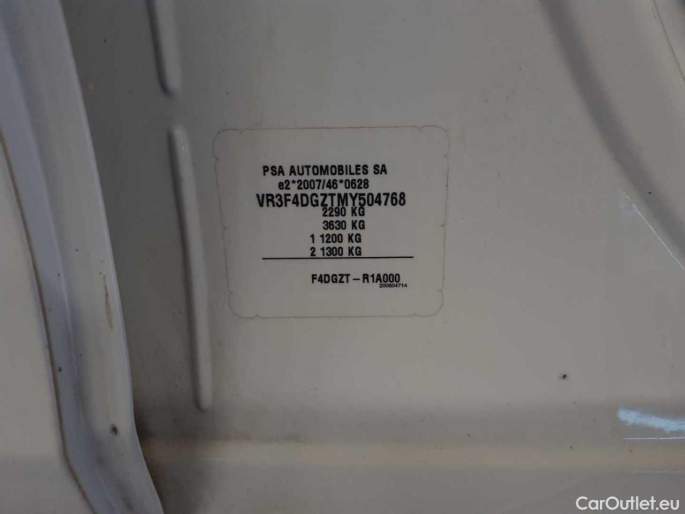 PSA AUTOMOBILES SA
e2*2007/46*0628
VR3F4DGZTMY504768
2290 KG
3630 KG
1 1200 KG
2 1300 KG
F4DGZT-R1A000
200604714
CarOutlet.eu